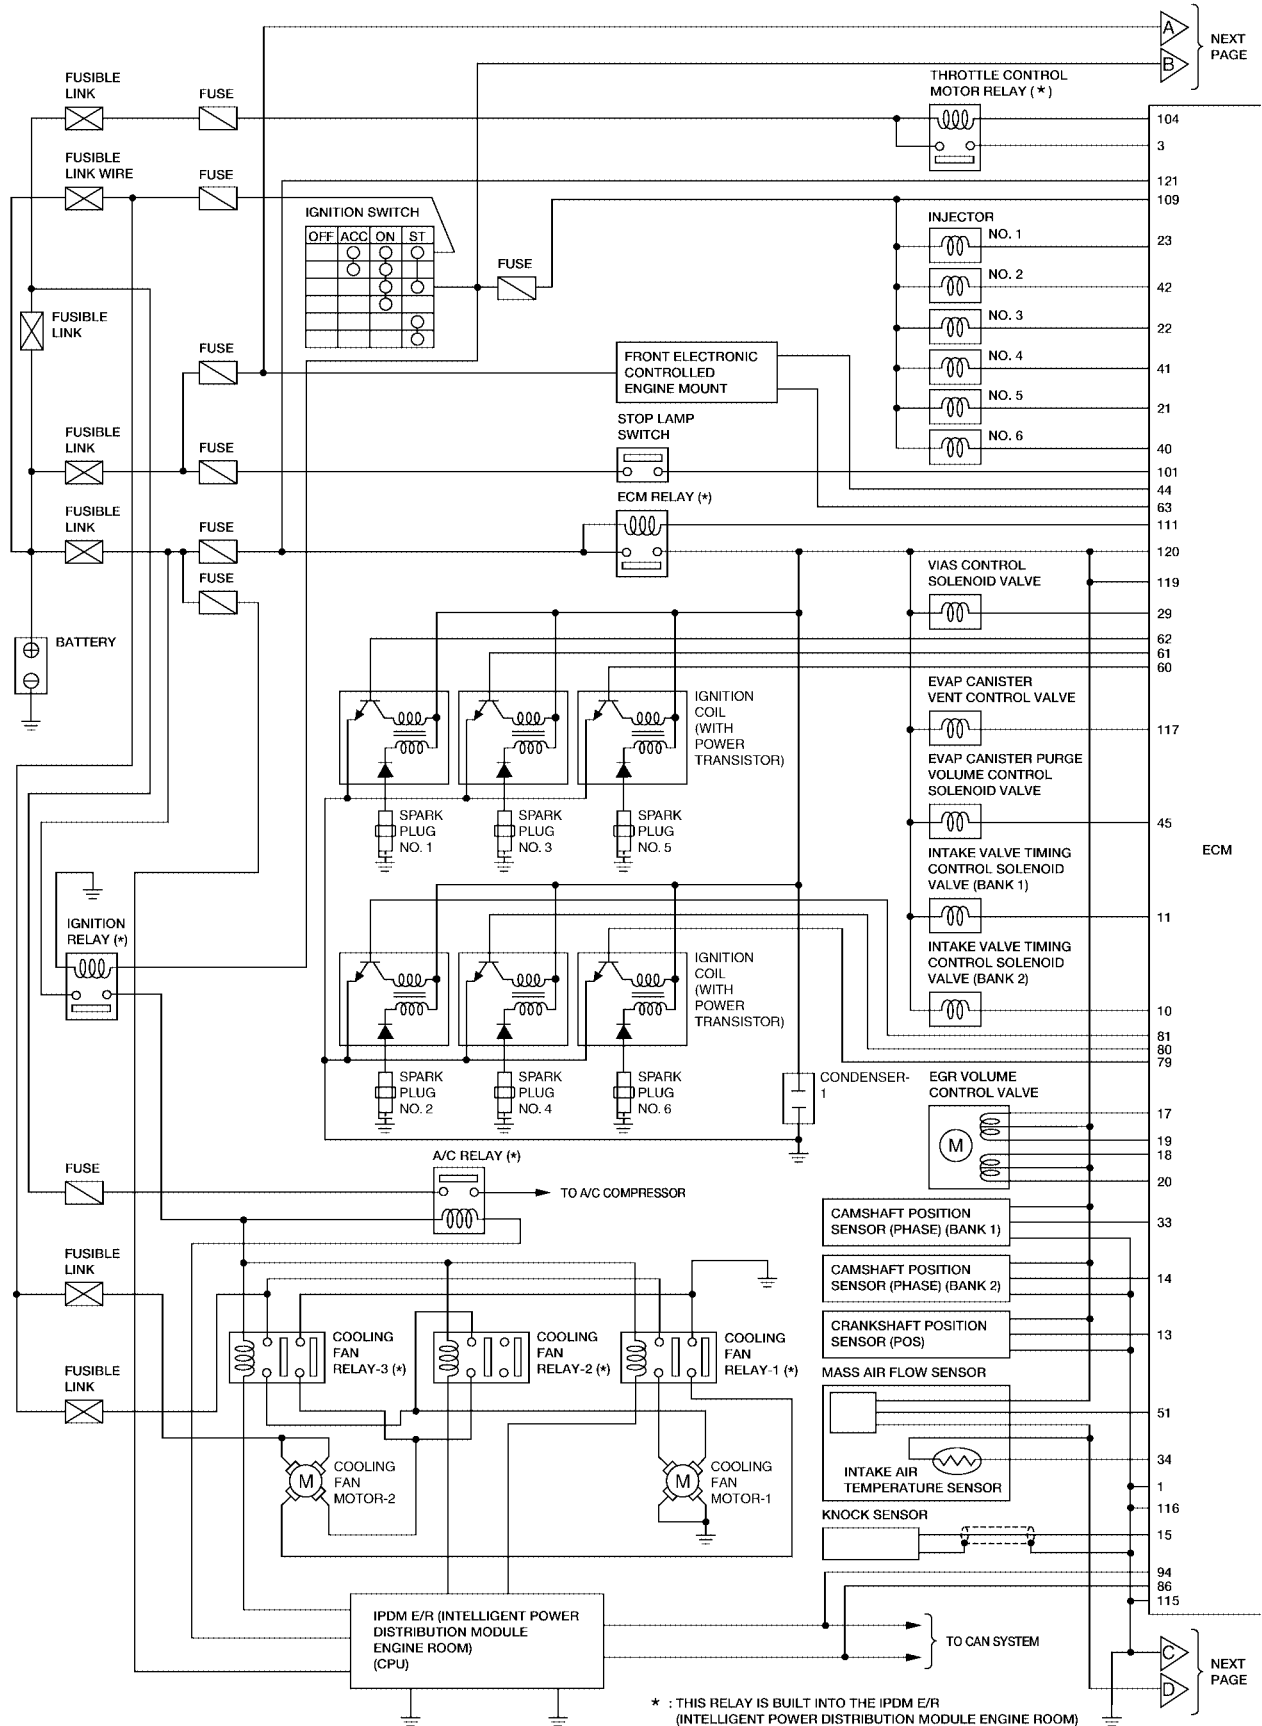 A
NEXT
PAGE
B
FUSIBLE
LINK
FUSE
THROTTLE CONTROL
MOTOR RELAY (*)
104
3
FUSIBLE
LINK WIRE
FUSE
121
109
IGNITION SWITCH
OFF ACC ON ST
FUSE
INJECTOR
NO. 1
23
NO. 2
42
NO. 3
22
NO. 4
41
NO. 5
21
NO. 6
40
FUSIBLE
LINK
FUSE
FRONT ELECTRONIC
CONTROLLED
ENGINE MOUNT
STOP LAMP
SWITCH
FUSIBLE
LINK
FUSE
101
44
63
ECM RELAY (*)
111
FUSIBLE
LINK
FUSE
120
FUSE
119
VIAS CONTROL
SOLENOID VALVE
29
62
61
60
BATTERY
EVAP CANISTER
VENT CONTROL VALVE
117
IGNITION
COIL
(WITH
POWER
TRANSISTOR)
EVAP CANISTER PURGE
VOLUME CONTROL
SOLENOID VALVE
45
SPARK
PLUG
NO. 1
SPARK
PLUG
NO. 3
SPARK
PLUG
NO. 5
ECM
INTAKE VALVE TIMING
CONTROL SOLENOID
VALVE (BANK 1)
11
IGNITION
RELAY (*)
INTAKE VALVE TIMING
CONTROL SOLENOID
VALVE (BANK 2)
10
IGNITION
COIL
(WITH
POWER
TRANSISTOR)
81
80
79
SPARK
PLUG
NO. 2
SPARK
PLUG
NO. 4
SPARK
PLUG
NO. 6
CONDENSER-
1
EGR VOLUME
CONTROL VALVE
M
17
19
18
20
A/C RELAY (*)
FUSE
TO A/C COMPRESSOR
CAMSHAFT POSITION
SENSOR (PHASE) (BANK 1)
33
FUSIBLE
LINK
CAMSHAFT POSITION
SENSOR (PHASE) (BANK 2)
14
COOLING
FAN
RELAY-3 (*)
COOLING
FAN
RELAY-2 (*)
COOLING
FAN
RELAY-1 (*)
CRANKSHAFT POSITION
SENSOR (POS)
13
FUSIBLE
LINK
MASS AIR FLOW SENSOR
51
INTAKE AIR
TEMPERATURE SENSOR
34
M
COOLING
FAN
MOTOR-2
M
COOLING
FAN
MOTOR-1
1
116
KNOCK SENSOR
15
94
86
115
IPDM E/R (INTELLIGENT POWER
DISTRIBUTION MODULE
ENGINE ROOM)
(CPU)
TO CAN SYSTEM
C
NEXT
PAGE
D
* : THIS RELAY IS BUILT INTO THE IPDM E/R
(INTELLIGENT POWER DISTRIBUTION MODULE ENGINE ROOM)